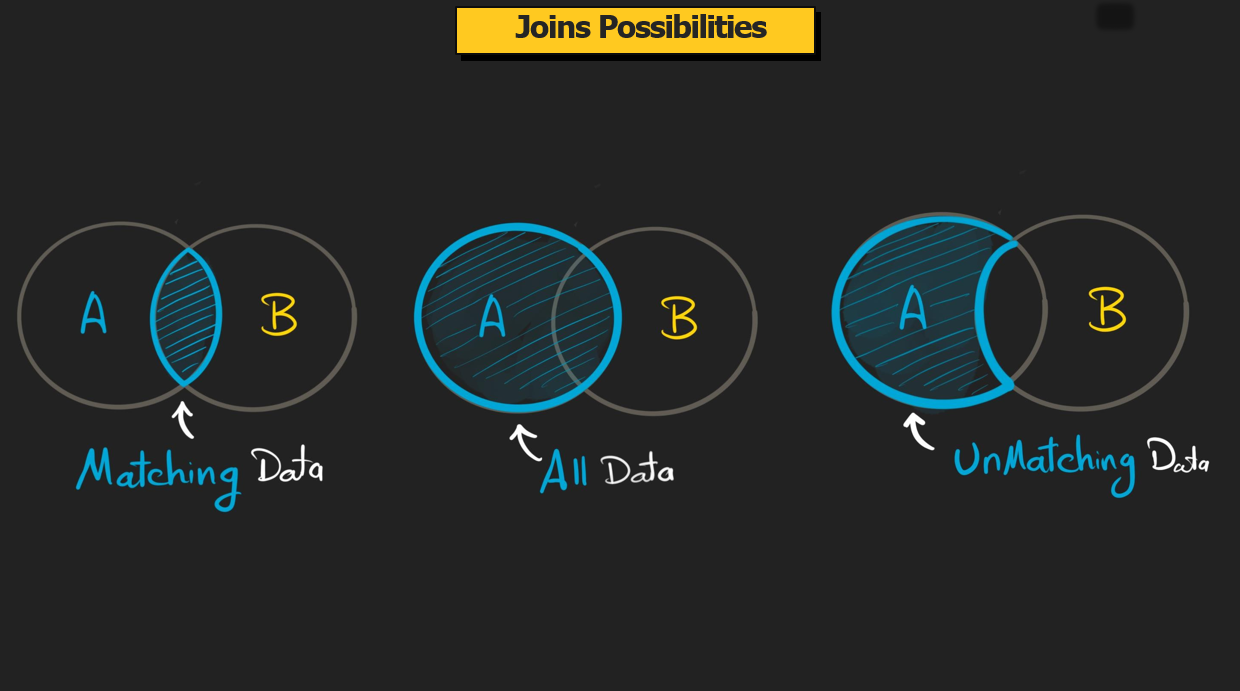 Joins Possibilities
A
B
Matching Data
A
B
All Data
A
B
UnMatching Data